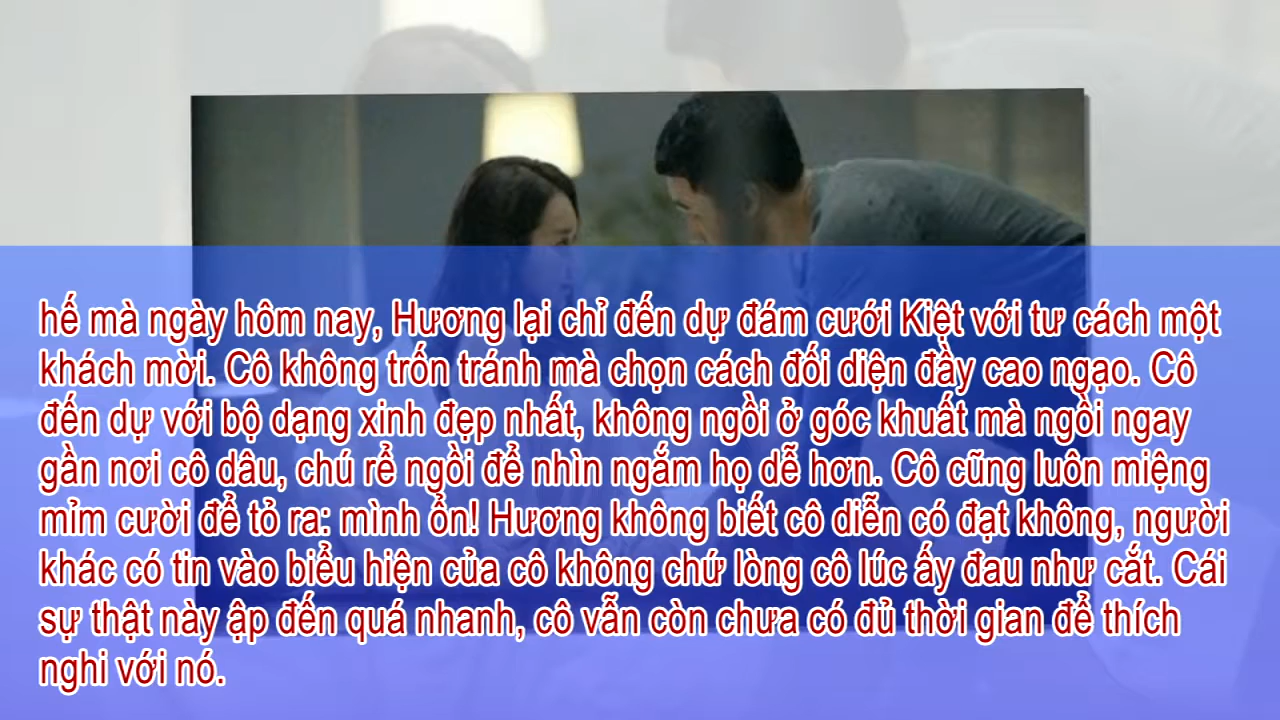 hế mà ngày hôm nay, Hương lại chỉ đến dự đám cưới Kiệt với tư cách một
khách mời. Cô không trốn tránh mà chọn cách đối diện đầy cao ngạo. Cô
đến dự với bộ dạng xinh đẹp nhất, không ngồi ở góc khuất mà ngồi ngay
gần nơi cô dâu, chú rể ngồi để nhìn ngắm họ dễ hơn. Cô cũng luôn miệng
mỉm cười để tỏ ra: mình ổn! Hương không biết cô diễn có đạt không, người
khác có tin vào biểu hiện của cô không chứ lòng cô lúc ấy đau như cắt. Cái
sự thật này ập đến quá nhanh, cô vẫn còn chưa có đủ thời gian để thích
nghi với nó.